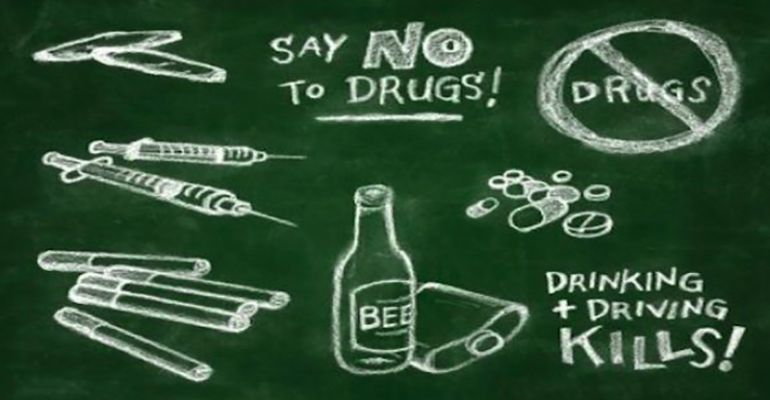 SAY NO
TO DRUGS!
DRUGS
BEE
DRINKING
+ DRIVING
KILLS!